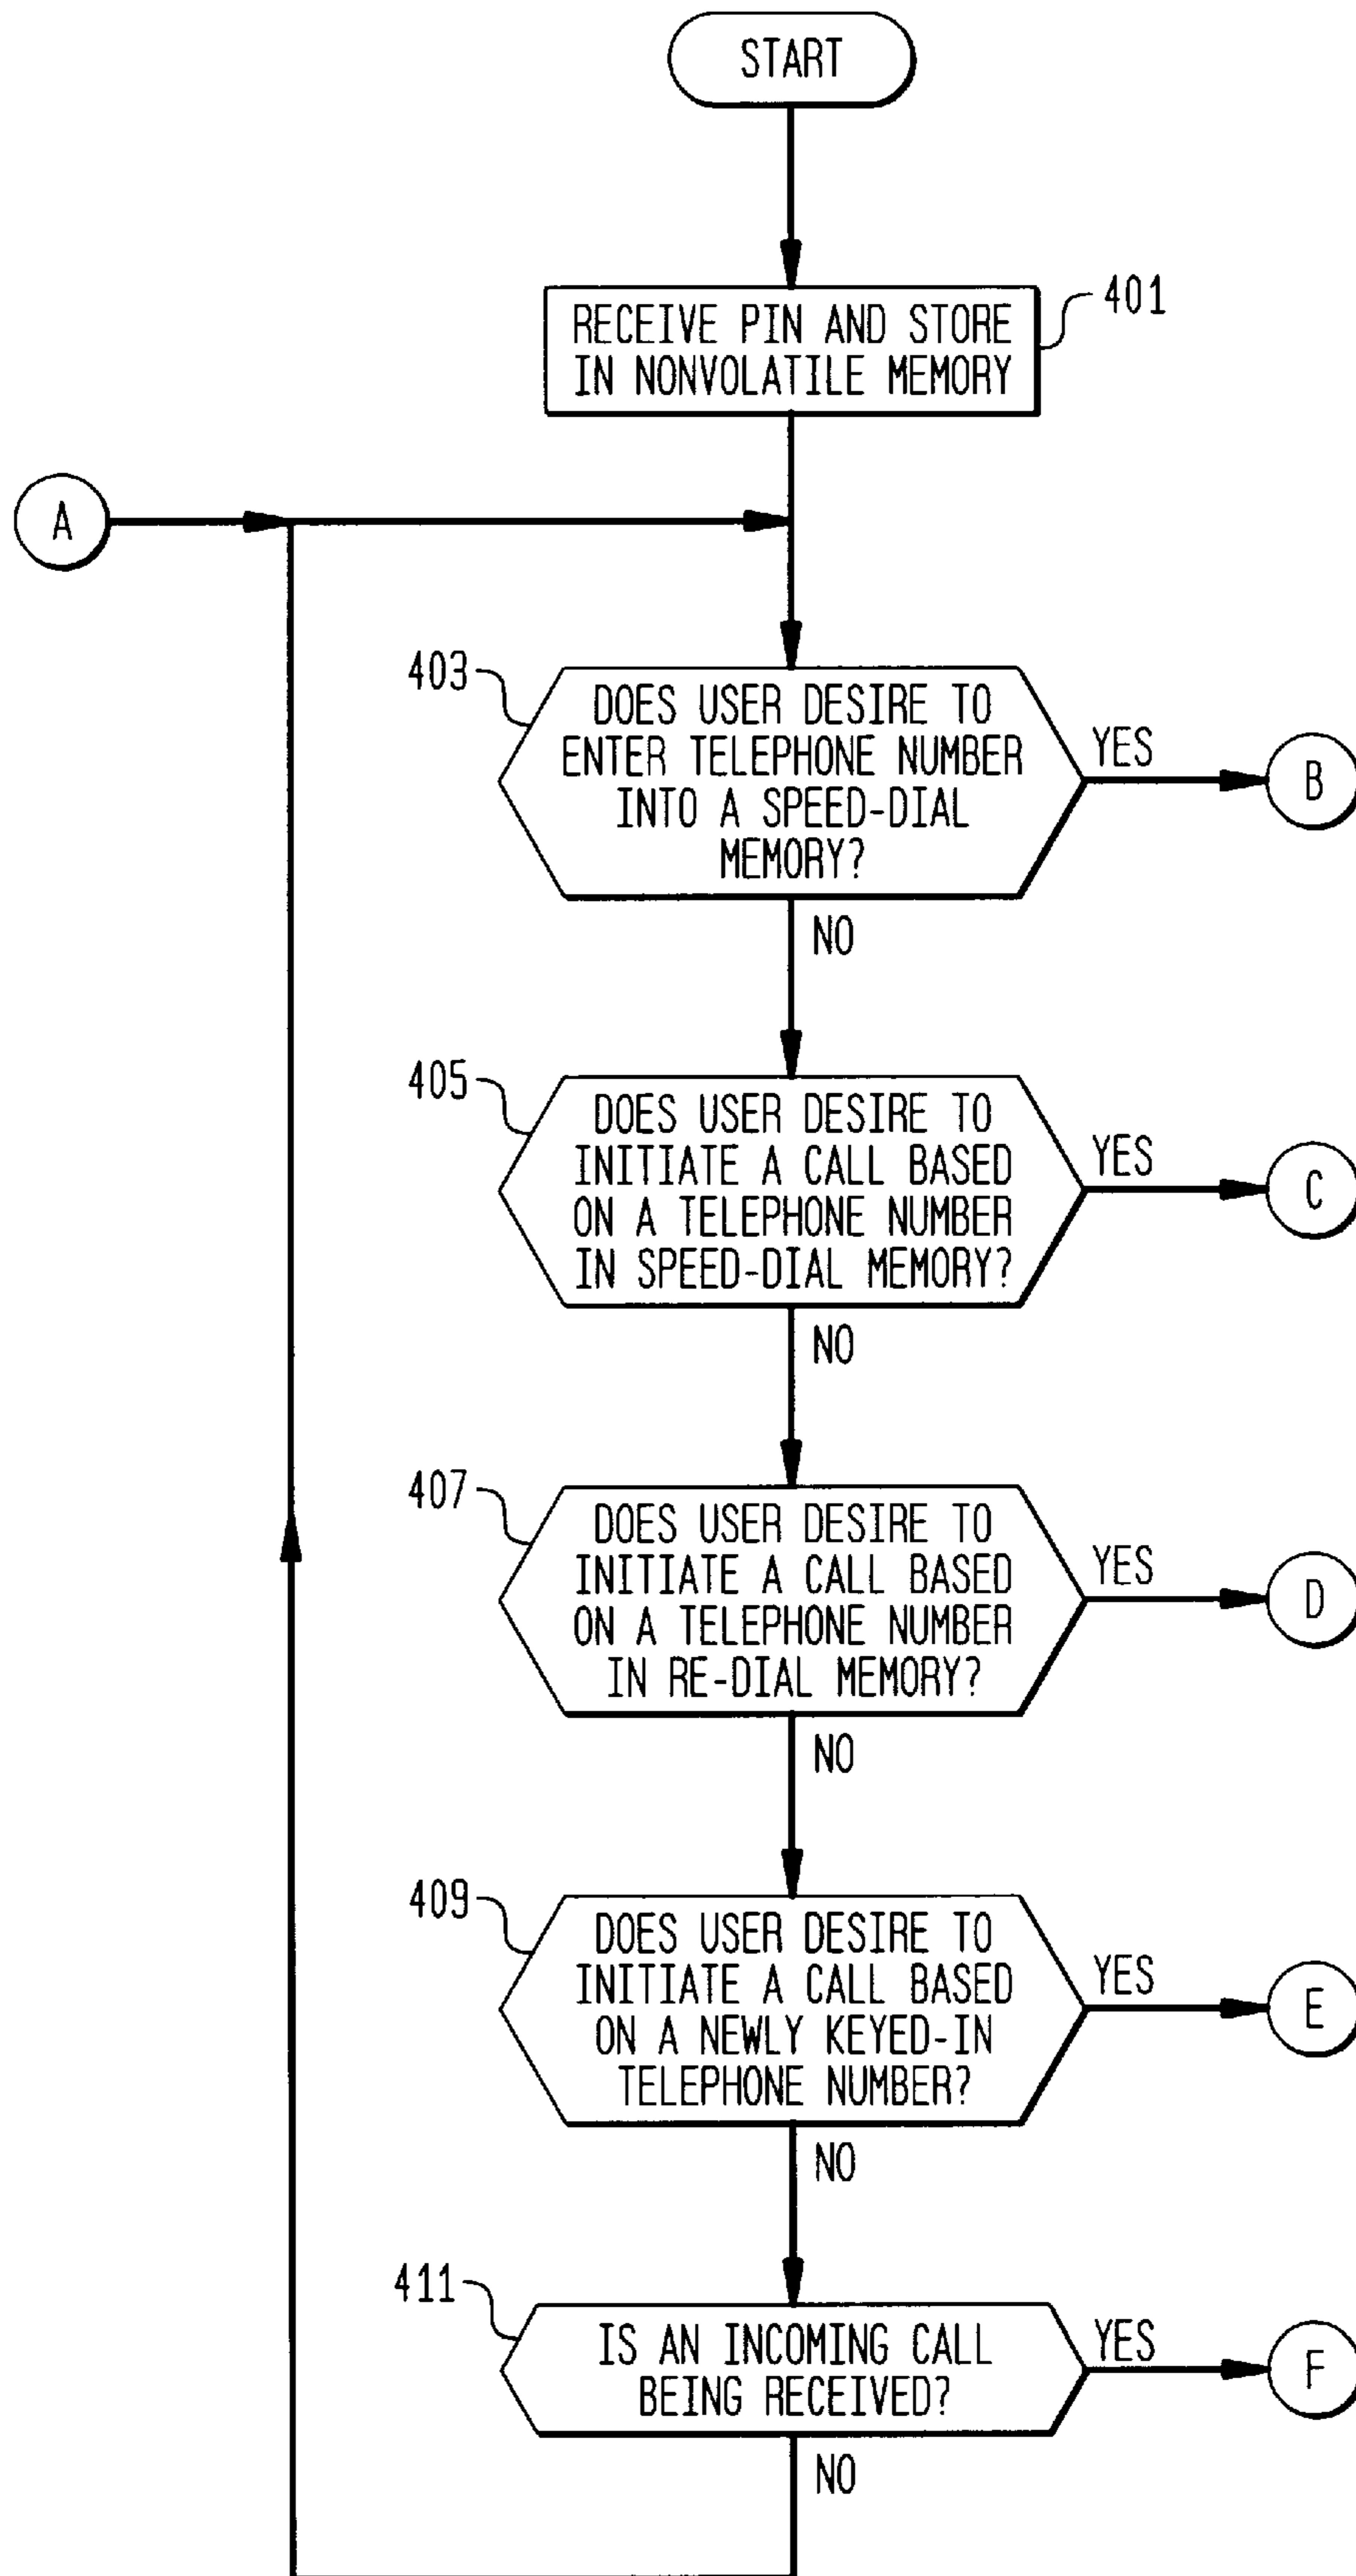 START
RECEIVE PIN AND STORE
IN NONVOLATILE MEMORY
401
A
403
DOES USER DESIRE TO
ENTER TELEPHONE NUMBER
INTO A SPEED-DIAL
MEMORY?
YES
B
NO
405
DOES USER DESIRE TO
INITIATE A CALL BASED
ON A TELEPHONE NUMBER
IN SPEED-DIAL MEMORY?
YES
C
NO
407
DOES USER DESIRE TO
INITIATE A CALL BASED
ON A TELEPHONE NUMBER
IN RE-DIAL MEMORY?
YES
D
NO
409
DOES USER DESIRE TO
INITIATE A CALL BASED
ON A NEWLY KEYED-IN
TELEPHONE NUMBER?
YES
E
NO
411
IS AN INCOMING CALL
BEING RECEIVED?
YES
F
NO